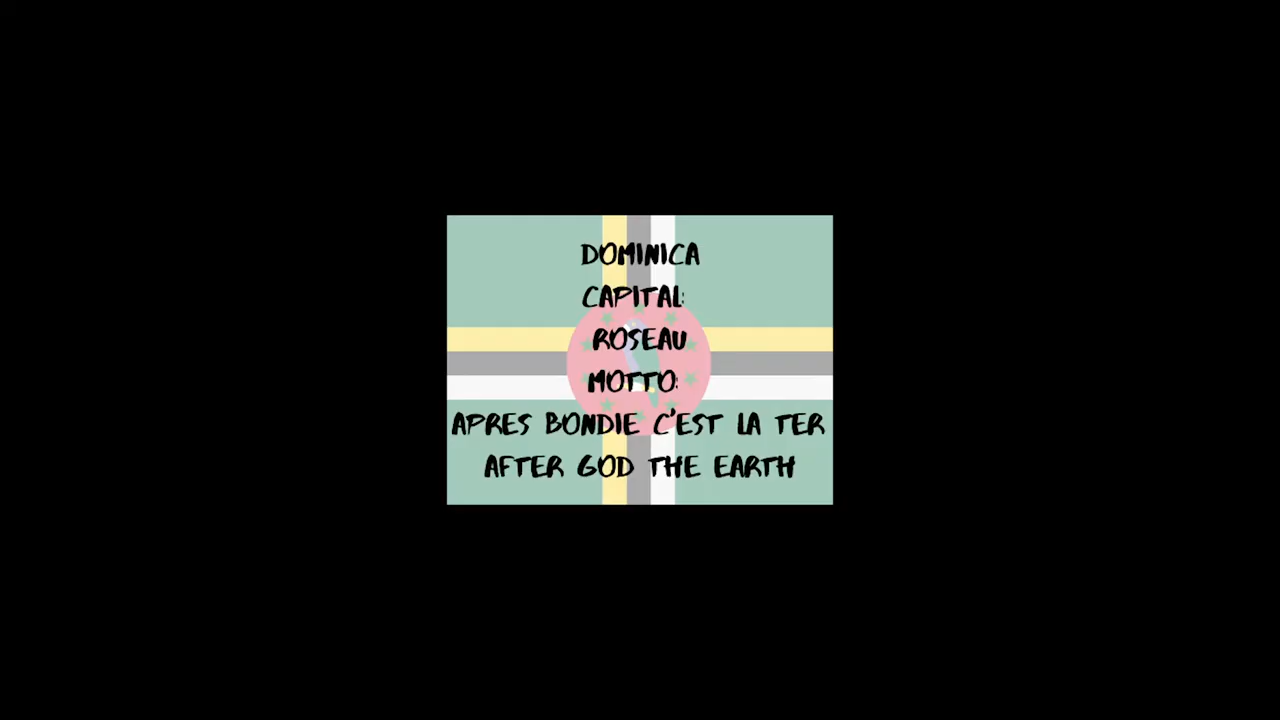 DOMINICA
CAPITAL:
ROSEAU
MOTTO:
APRES BONDIE C'EST LA TER
AFTER GOD THE EARTH